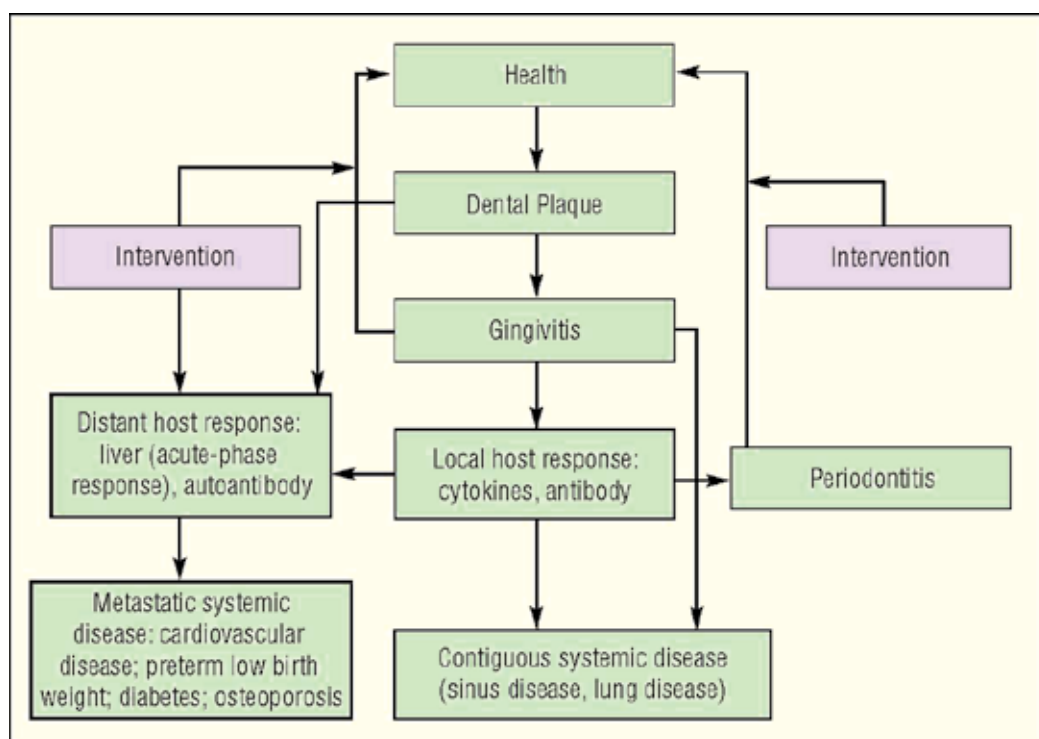 Health
Dental Plaque
Intervention
Intervention
Gingivitis
Distant host response:
liver (acute-phase
response), autoantibody
Local host response:
cytokines, antibody
Periodontitis
Metastatic systemic
disease: cardiovascular
disease; preterm low birth
weight; diabetes; osteoporosis
Contiguous systemic disease
(sinus disease, lung disease)